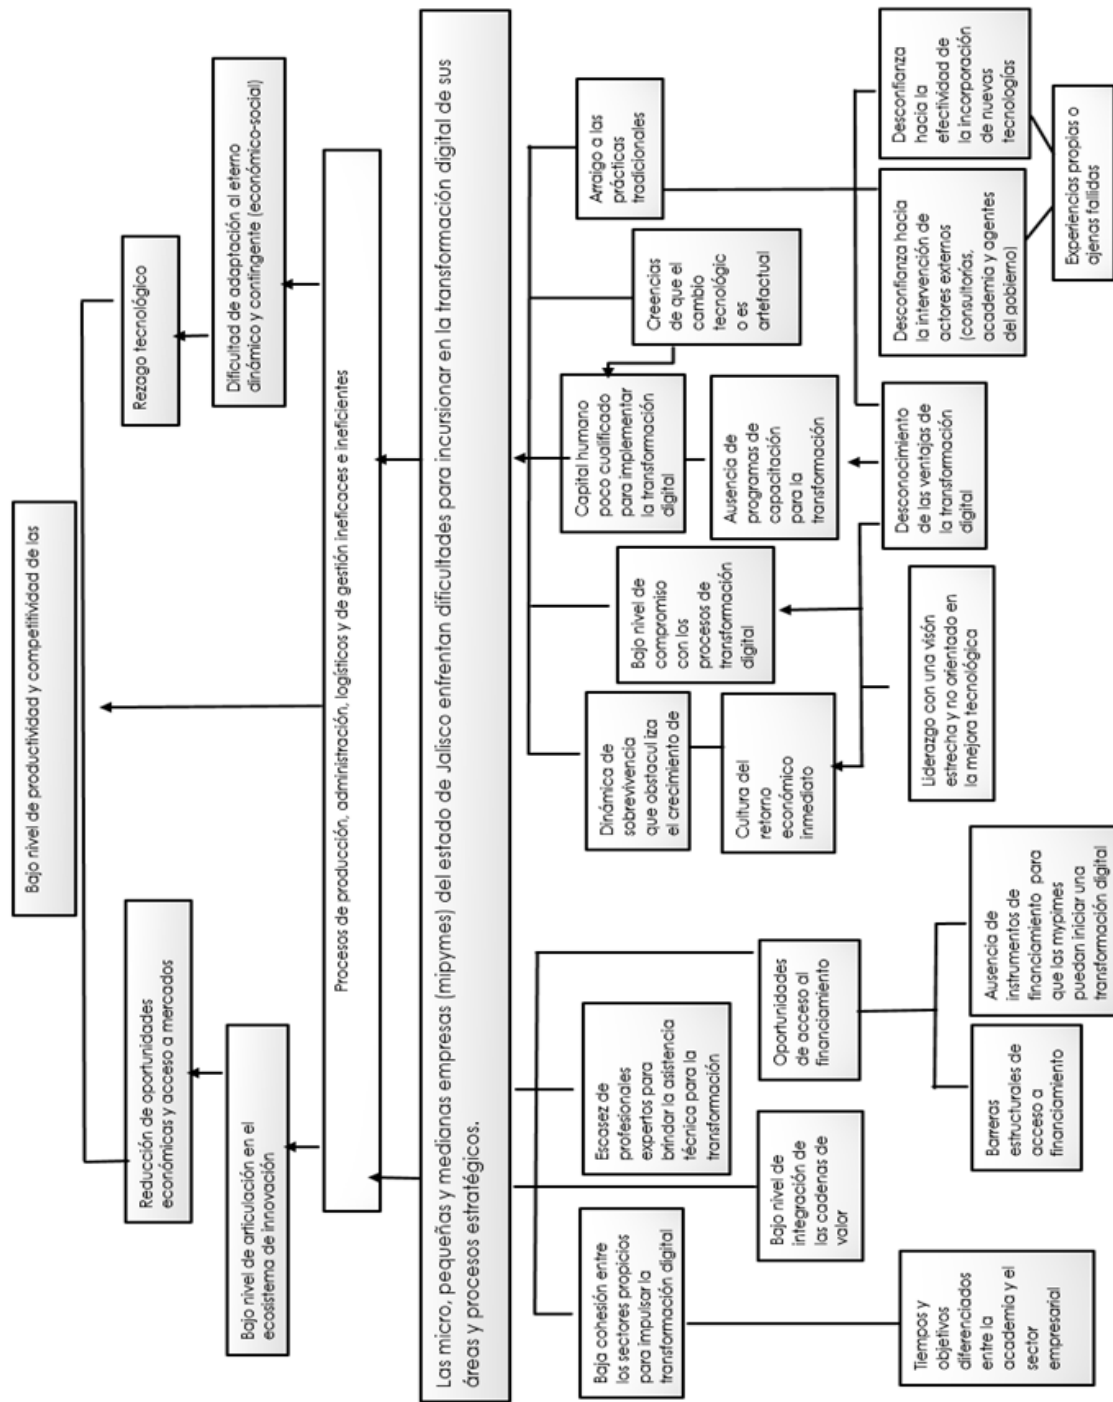 Bajo nivel de productividad y competitividad de las
Reducción de oportunidades
económicas y acceso a mercados
Rezago tecnológico
Bajo nivel de articulación en el
ecosistema de innovación
Dificultad de adaptación al eterno
dinámico y contingente (económico-social)
Procesos de producción, administración, logísticos y de gestión ineficaces e ineficientes
Las micro, pequeñas y medianas empresas (mipymes) del estado de Jalisco enfrentan dificultades para incursionar en la transformación digital de sus
áreas y procesos estratégicos.
Baja cohesión entre
los sectores propicios
para impulsar la
transformación digital
Escasez de
profesionales
expertos para
brindar la asistencia
técnica para la
transformación
Bajo nivel de
integración de
las cadenas de
valor
Oportunidades
de acceso al
financiamiento
Tiempos y
objetivos
diferenciados
entre la
academia y el
sector
empresarial
Barreras
estructurales de
acceso a
financiamiento
Ausencia de
instrumentos de
financiamiento para
que las mypimes
puedan iniciar una
transformación digital
Dinámica de
sobrevivencia
que obstacul iza
el crecimiento de
Bajo nivel de
compromiso
con los
procesos de
transformación
digital
Capital humano
poco cualificado
para implementar
la transformación
digital
Creencias
de que el
cambio
tecnológic
o es
artefactual
Arraigo a las
prácticas
tradicionales
Cultura del
retorno
económico
inmediato
Ausencia de
programas de
capacitación
para la
transformación
Liderazgo con una visón
estrecha y no orientado en
la mejora tecnológica
Desconocimiento
de las ventajas de
la transformación
digital
Desconfianza hacia
la intervención de
actores externos
(consultorías,
academia y agentes
del gobierno)
Desconfianza
hacia la
efectividad de
la incorporación
de nuevas
tecnologías
Experiencias propias o
ajenas fallidas